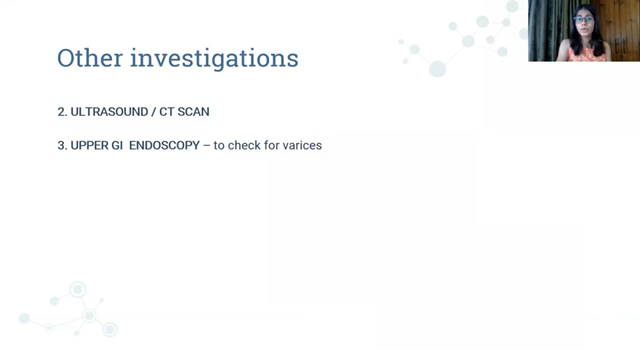 Other investigations
2. ULTRASOUND / CT SCAN
3. UPPER GI ENDOSCOPY – to check for varices